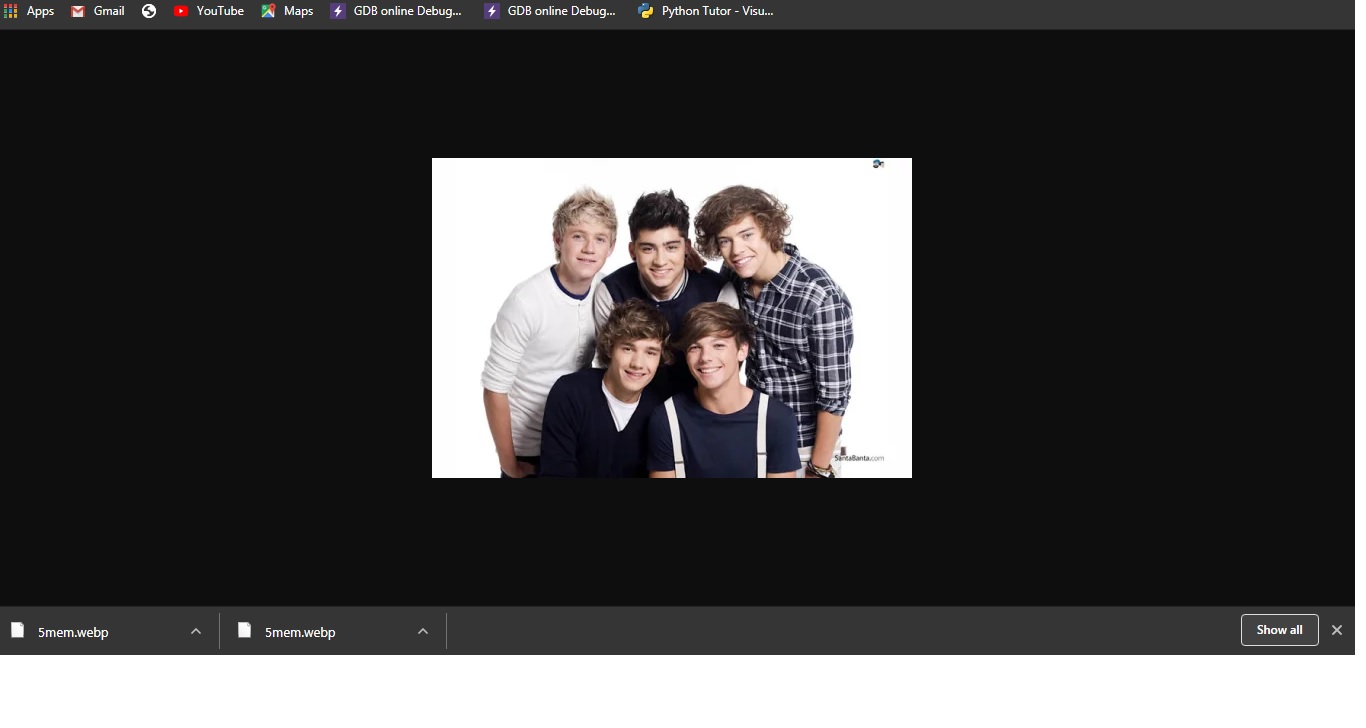 Apps Gmail YouTube Maps GDB online Debug... GDB online Debug... Python Tutor - Visu...
SantaBanta.com
5mem.webp 5mem.webp Show all